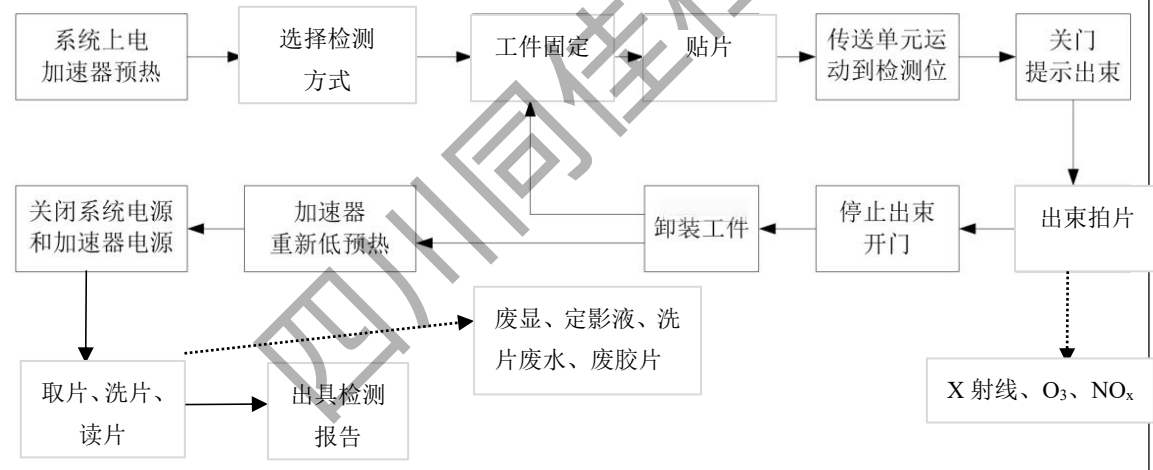 系统上电
加速器预热
选择检测
方式
工件固定
贴片
传送单元运
动到检测位
关门
提示出束
关闭系统电源
和加速器电源
加速器
重新低预热
卸装工件
停止出束
开门
出束拍片
取片、洗片、
读片
出具检测
报告
废显、定影液、洗
片废水、废胶片
X 射线、O₃、NOₓ
四川同佳